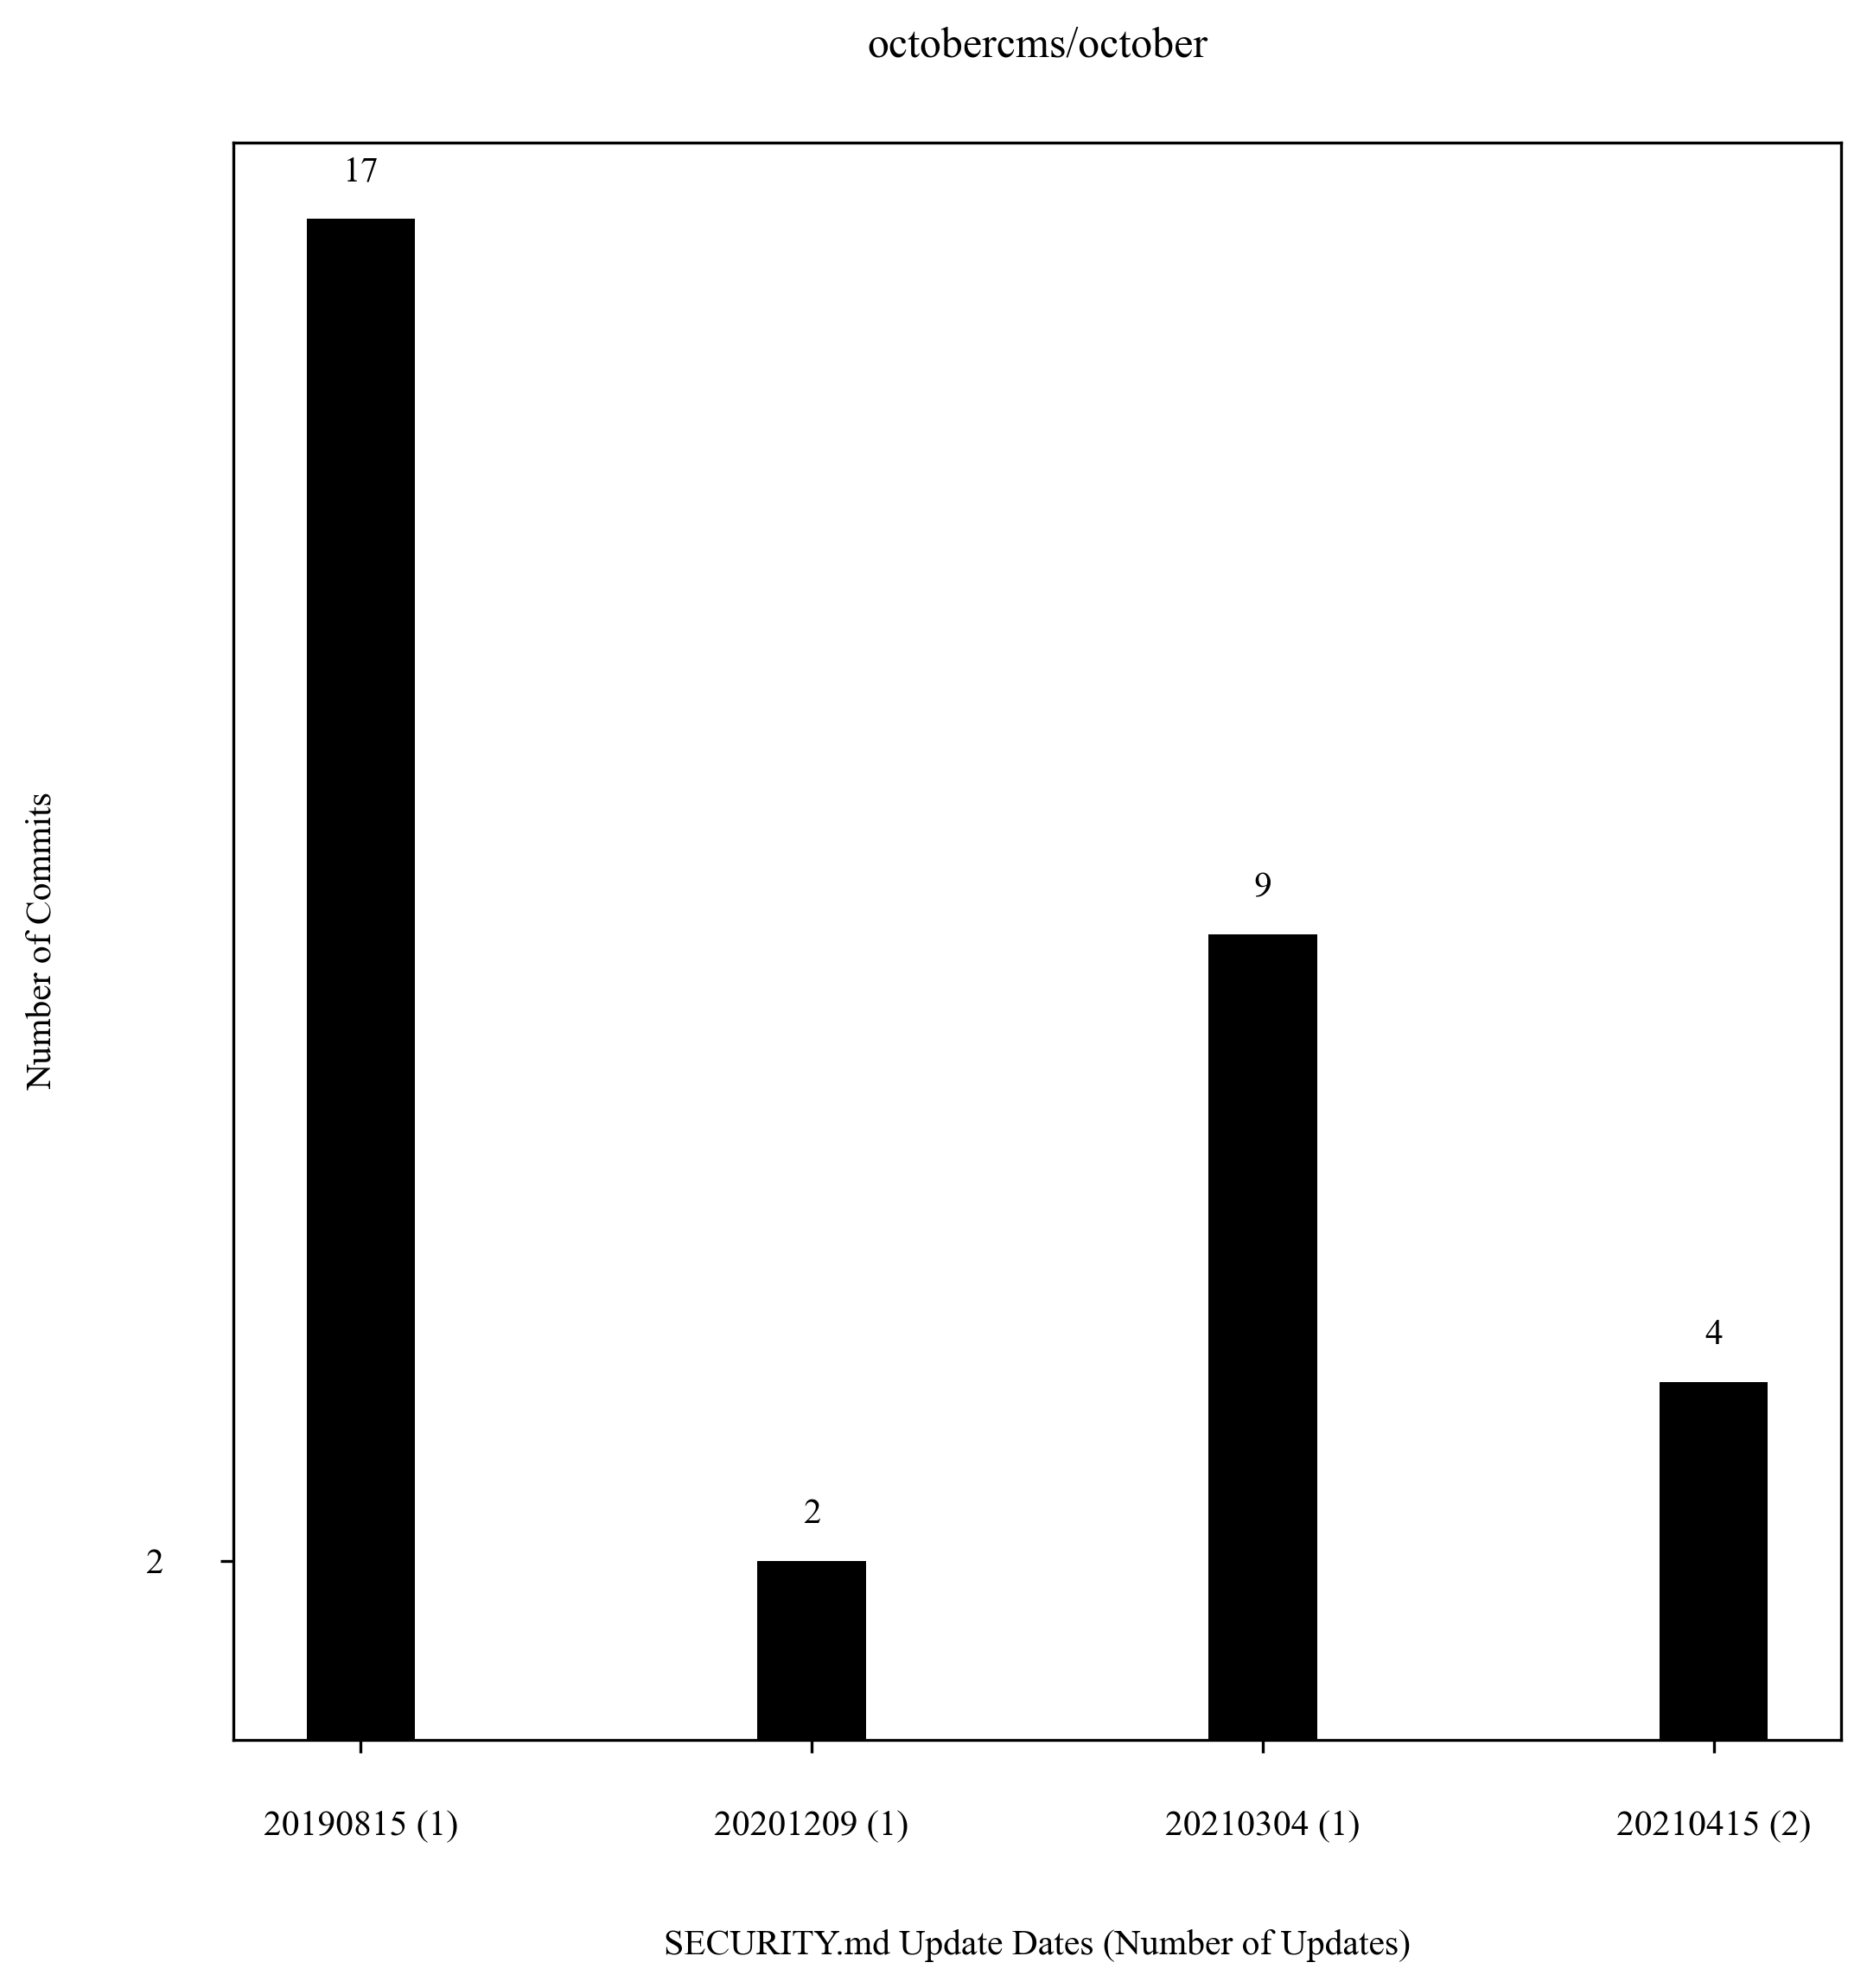 octobercms/october
17
9
4
2
2
Number of Commits
20190815 (1) 20201209 (1) 20210304 (1) 20210415 (2)
SECURITY.md Update Dates (Number of Updates)